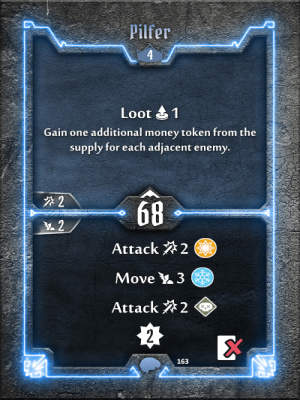 Pilfer
4
Loot 1
Gain one additional money token from the
supply for each adjacent enemy.
2
68
2
Attack 2
Move 3
Attack 2
2
163